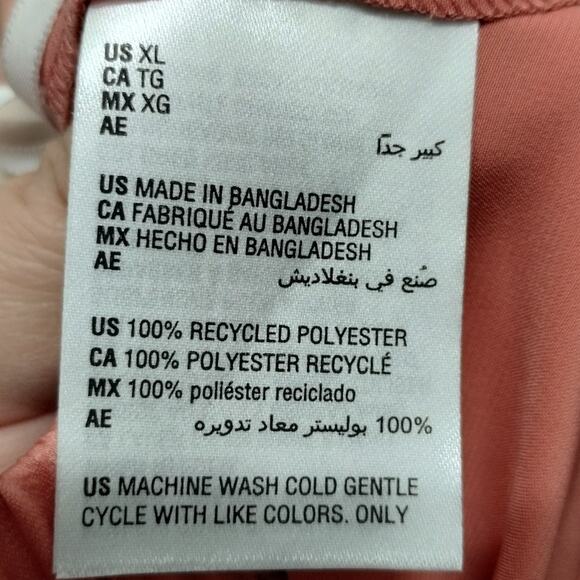 US XL
CA TG
MX XG
AE
كبير جداً
US MADE IN BANGLADESH
CA FABRIQUÉ AU BANGLADESH
MX HECHO EN BANGLADESH
AE
صُنع في بنغلاديش
US 100% RECYCLED POLYESTER
CA 100% POLYESTER RECYCLÉ
MX 100% poliéster reciclado
AE 100% بوليستر معاد تدويره
US MACHINE WASH COLD GENTLE
CYCLE WITH LIKE COLORS. ONLY